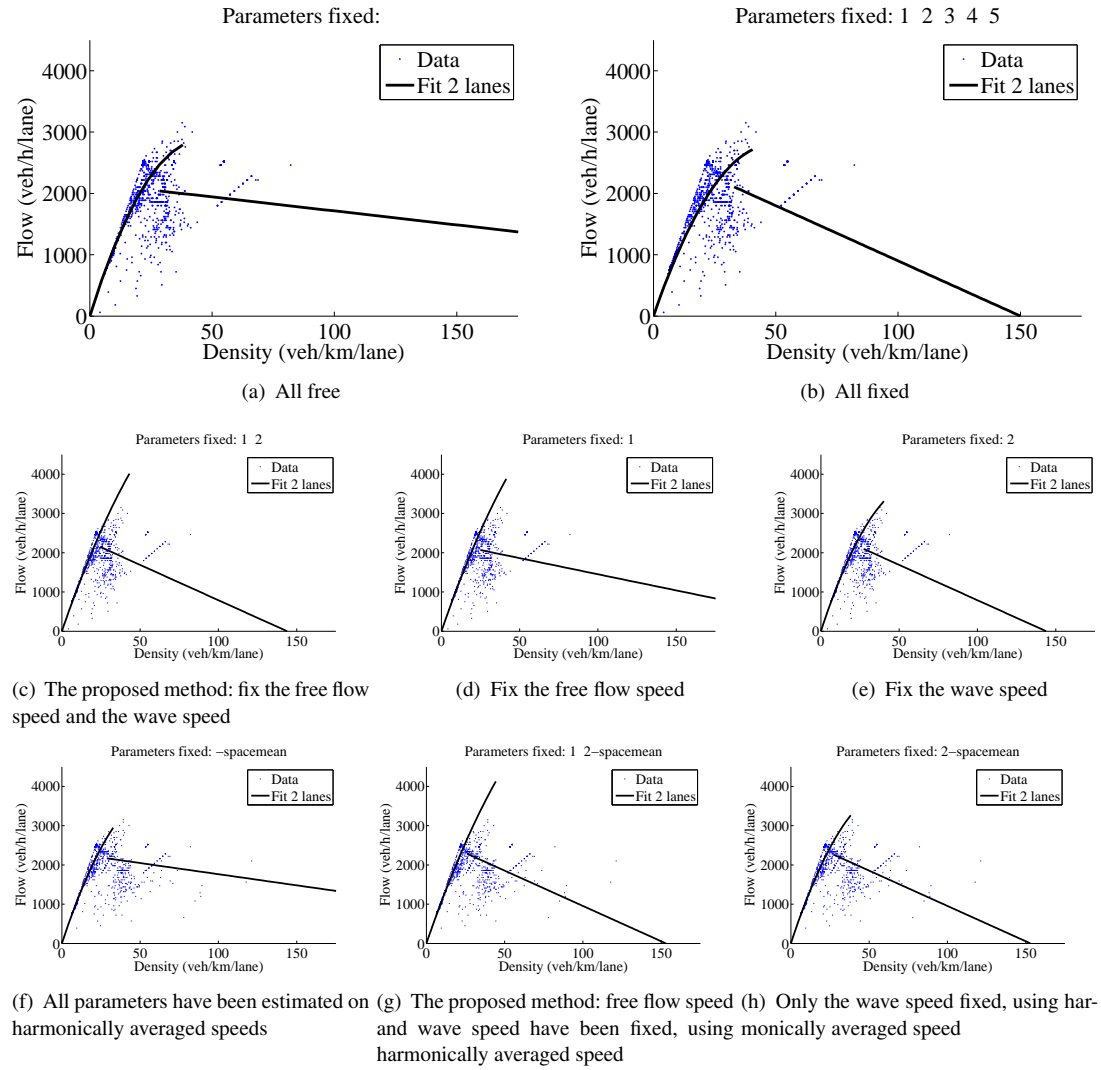 Parameters fixed:
4000
3000
2000
1000
0
Flow (veh/h/lane)
Data
Fit 2 lanes
0
50
100
150
Density (veh/km/lane)
(a) All free
Parameters fixed: 1 2 3 4 5
4000
3000
2000
1000
0
Flow (veh/h/lane)
Data
Fit 2 lanes
0
50
100
150
Density (veh/km/lane)
(b) All fixed
Parameters fixed: 1 2
4000
3000
2000
1000
0
Flow (veh/h/lane)
Data
Fit 2 lanes
0
50
100
150
Density (veh/km/lane)
(c) The proposed method: fix the free flow
speed and the wave speed
Parameters fixed: 1
4000
3000
2000
1000
0
Flow (veh/h/lane)
Data
Fit 2 lanes
0
50
100
150
Density (veh/km/lane)
(d) Fix the free flow speed
Parameters fixed: 2
4000
3000
2000
1000
0
Flow (veh/h/lane)
Data
Fit 2 lanes
0
50
100
150
Density (veh/km/lane)
(e) Fix the wave speed
Parameters fixed: −spacemean
4000
3000
2000
1000
0
Flow (veh/h/lane)
Data
Fit 2 lanes
0
50
100
150
Density (veh/km/lane)
(f) All parameters have been estimated on
harmonically averaged speeds
Parameters fixed: 1 2−spacemean
4000
3000
2000
1000
0
Flow (veh/h/lane)
Data
Fit 2 lanes
0
50
100
150
Density (veh/km/lane)
(g) The proposed method: free flow speed
and wave speed have been fixed, using
harmonically averaged speed
Parameters fixed: 2−spacemean
4000
3000
2000
1000
0
Flow (veh/h/lane)
Data
Fit 2 lanes
0
50
100
150
Density (veh/km/lane)
(h) Only the wave speed fixed, using har-
monically averaged speed